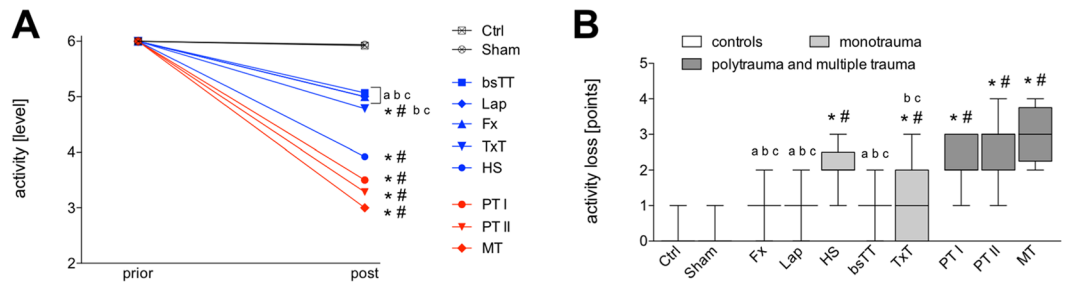 A
activity [level]
6
5
4
3
2
prior
post
a b c
* # b c
* #
* #
* #
* #
Ctrl
Sham
bsTT
Lap
Fx
TxT
HS
PT I
PT II
MT
B
controls
monotrauma
polytrauma and multiple trauma
activity loss [points]
5
4
3
2
1
0
a b c
a b c
* #
a b c
b c
* #
* #
* #
* #
Ctrl
Sham
Fx
Lap
HS
bsTT
TxT
PT I
PT II
MT